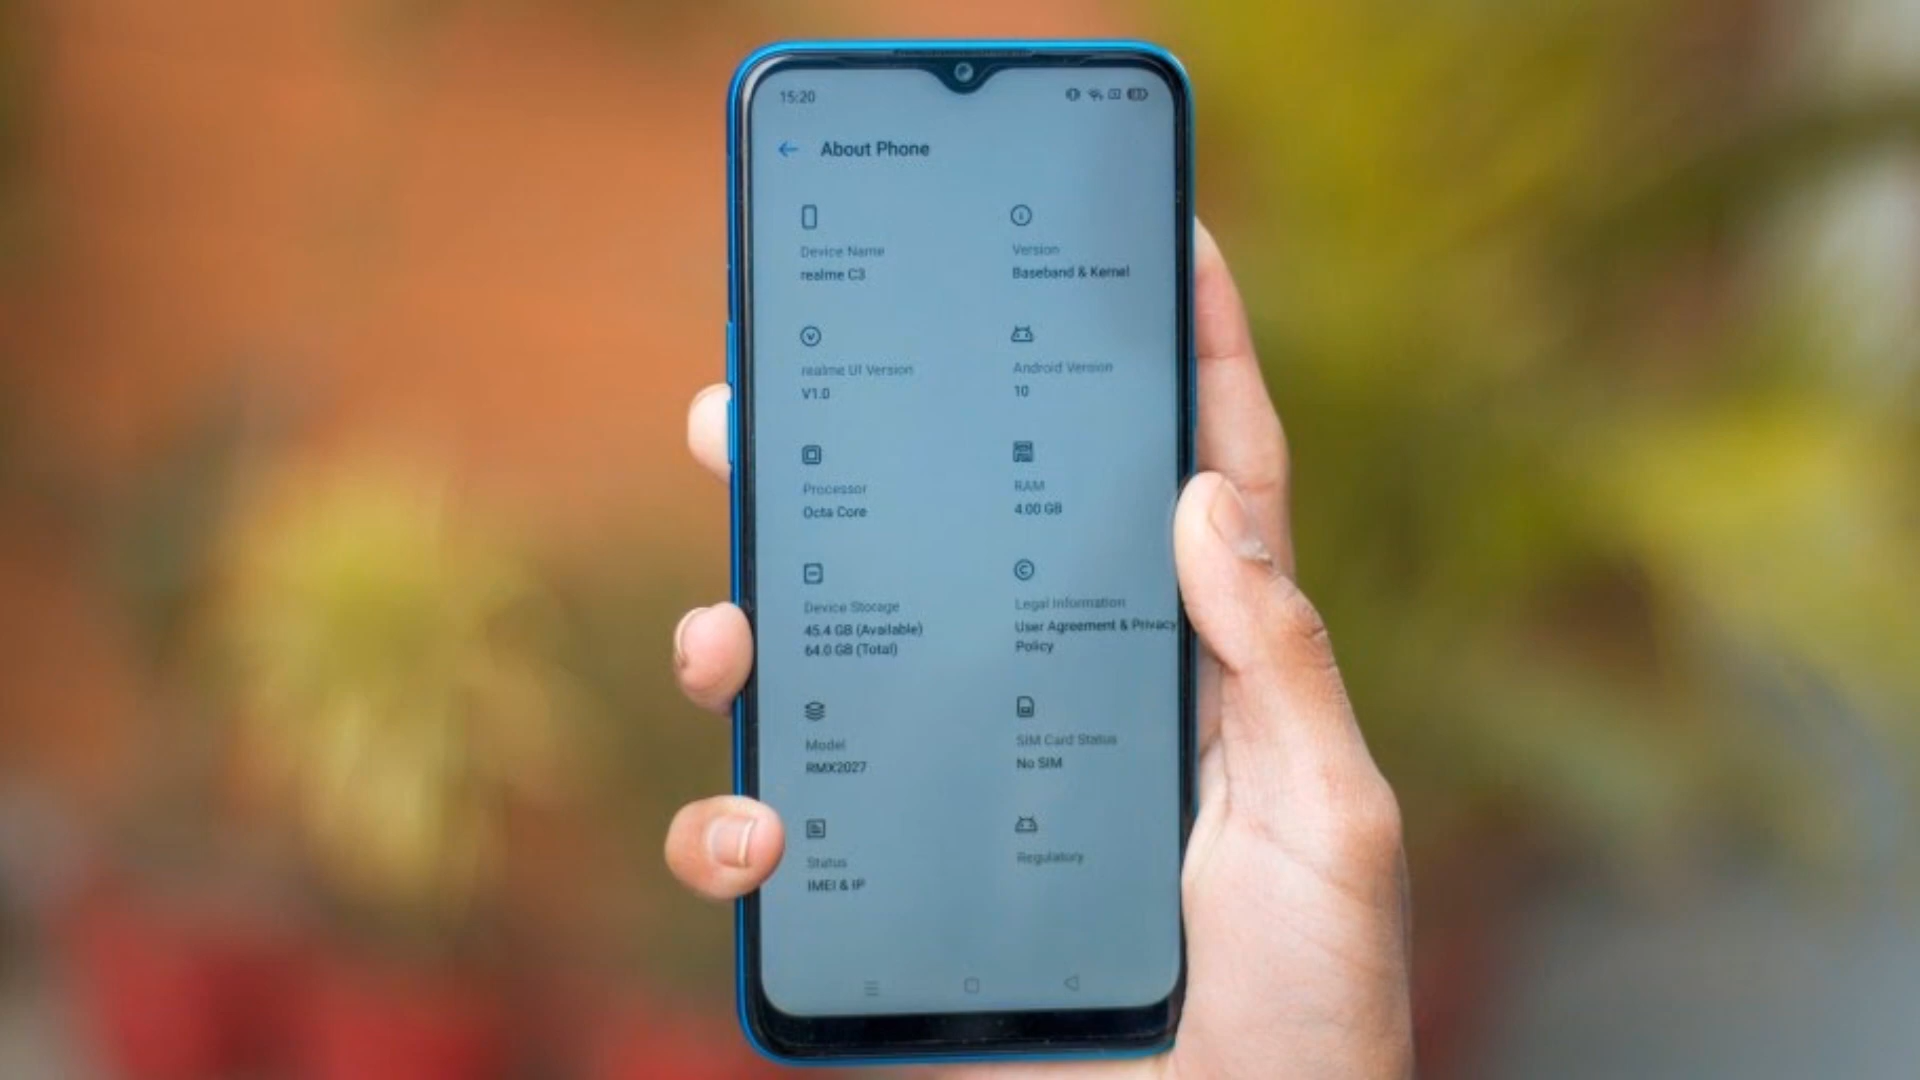 15:20
About Phone
Device Name
realme C3
Version
Baseband & Kernel
realme UI Version
V1.0
Android Version
10
Processor
Octa Core
RAM
4.00 GB
Device Storage
45.4 GB (Available)
64.0 GB (Total)
Legal Information
User Agreement & Privacy
Policy
Model
RMX2027
SIM Card Status
No SIM
Status
IMEI & IP
Regulatory